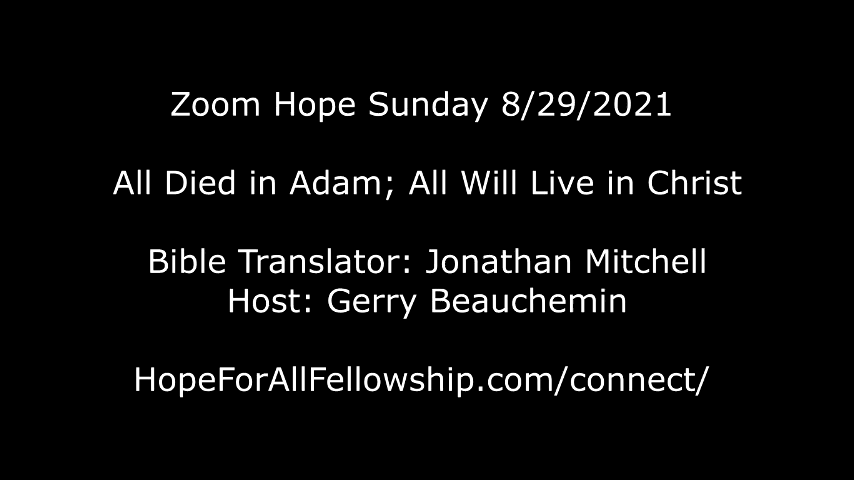 Zoom Hope Sunday 8/29/2021
All Died in Adam; All Will Live in Christ
Bible Translator: Jonathan Mitchell
Host: Gerry Beauchemin
HopeForAllFellowship.com/connect/